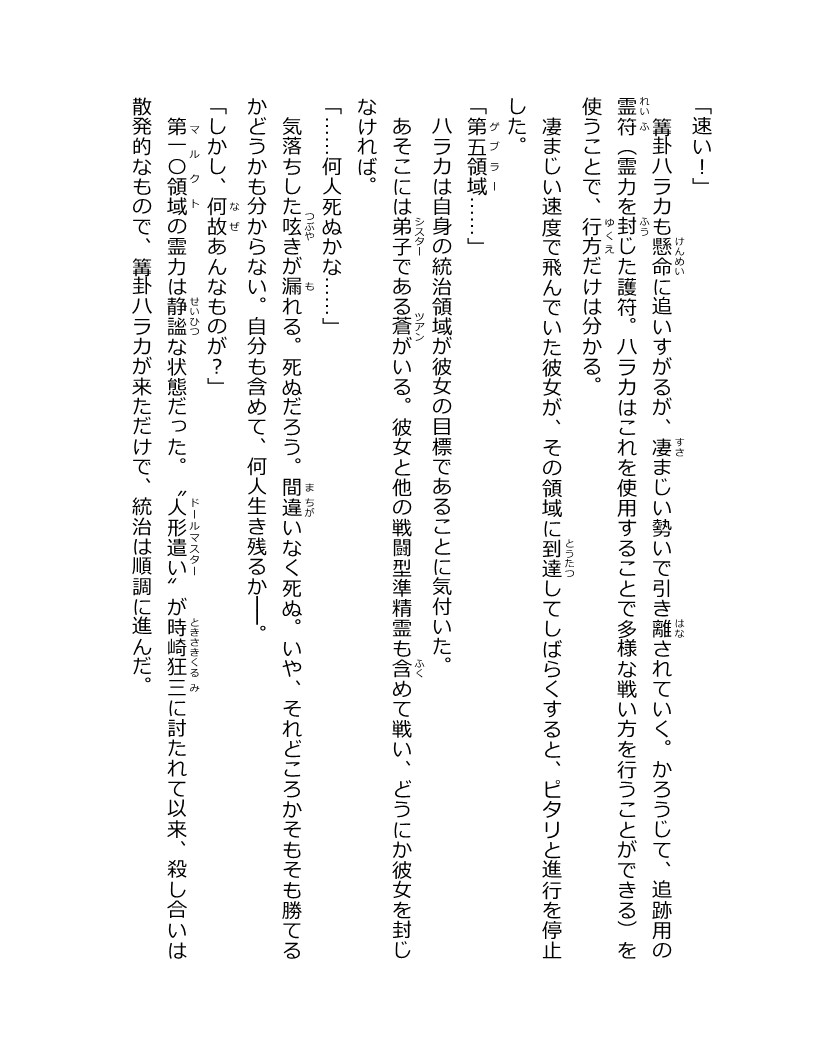 「速い！」
　篝卦ハラカも懸命に追いすがるが、凄まじい勢いで引き離されていく。かろうじて、追跡用の
霊符（霊力を封じた護符。ハラカはこれを使用することで多様な戦い方を行うことができる）を
使うことで、行方だけは分かる。
　凄まじい速度で飛んでいた彼女が、その領域に到達してしばらくすると、ピタリと進行を停止
した。
「第五領域……」
　ハラカは自身の統治領域が彼女の目標であることに気付いた。
　あそこには弟子である蒼がいる。彼女と他の戦闘型準精霊も含めて戦い、どうにか彼女を封じ
なければ。
「……何人死ぬかな……」
　気落ちした呟きが漏れる。死ぬだろう。間違いなく死ぬ。いや、それどころかそもそも勝てる
かどうかも分からない。自分も含めて、何人生き残るか──。
「しかし、何故あんなものが？」
　第一〇領域の霊力は静謐な状態だった。〝人形遣い〟が時崎狂三に討たれて以来、殺し合いは
散発的なもので、篝卦ハラカが来ただけで、統治は順調に進んだ。